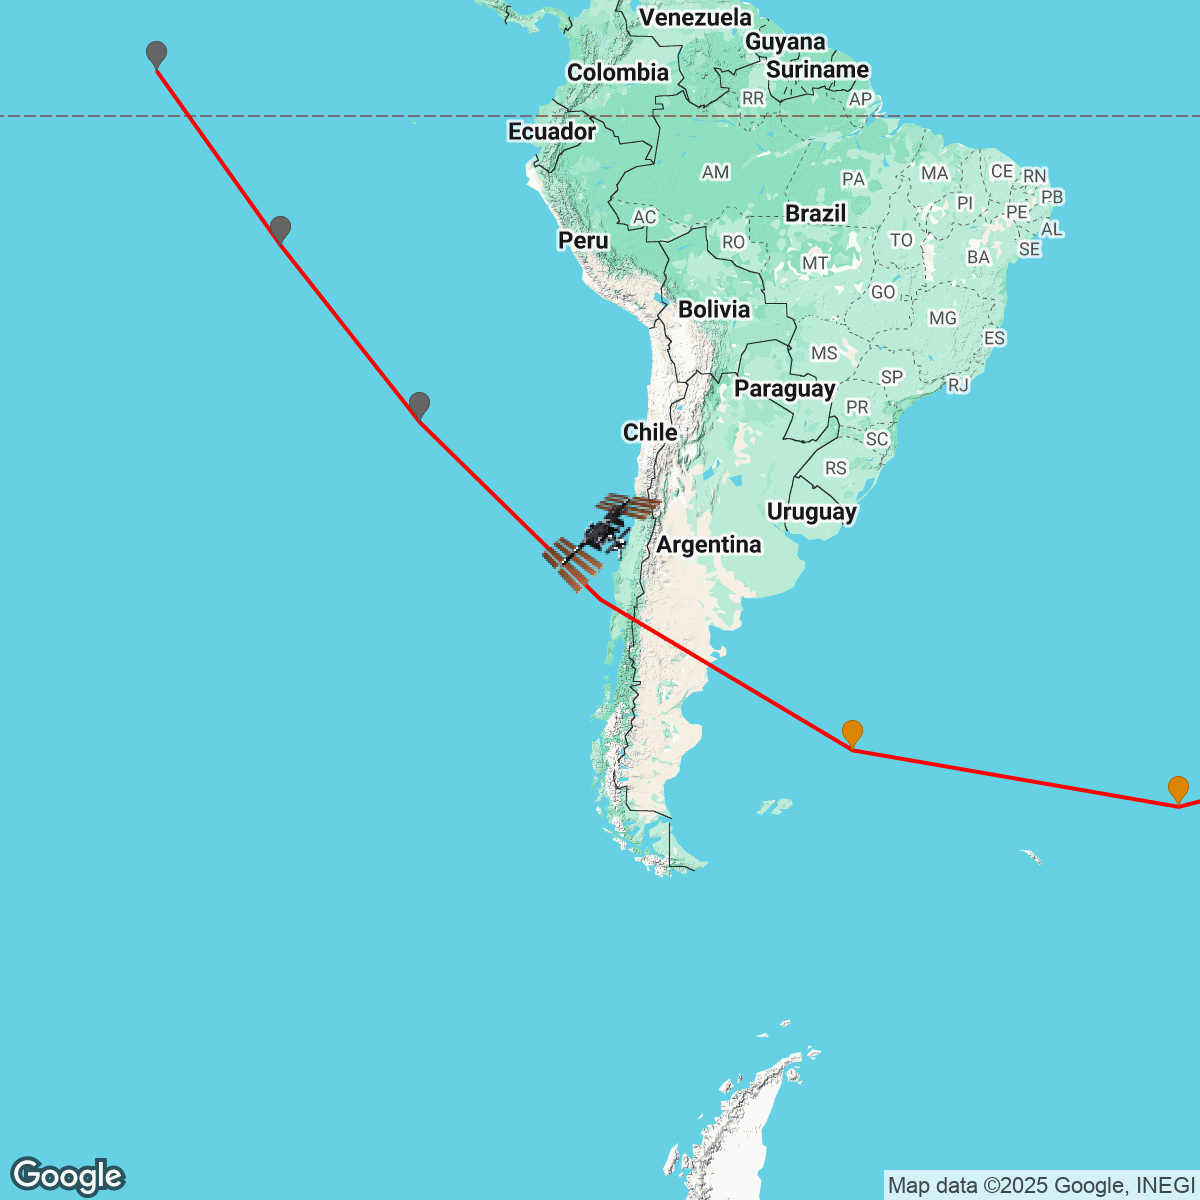 Venezuela
Guyana
Colombia
Suriname
RR
AP
Ecuador
AM
PA
MA
CE
RN
PB
PI
PE
AC
Brazil
AL
Peru
RO
TO
SE
MT
BA
GO
Bolivia
MG
ES
MS
SP
RJ
Paraguay
PR
Chile
SC
RS
Uruguay
Argentina
Google
Map data ©2025 Google, INEGI